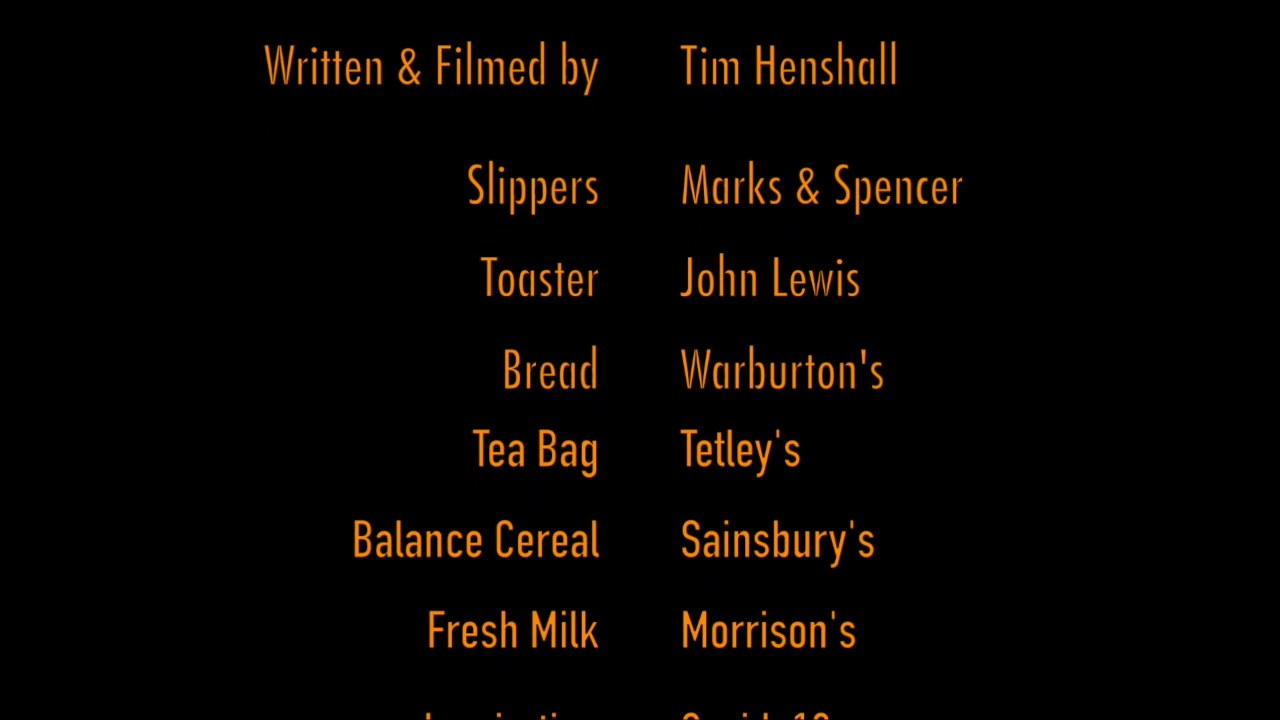 Written & Filmed by Tim Henshall
Slippers Marks & Spencer
Toaster John Lewis
Bread Warburton's
Tea Bag Tetley's
Balance Cereal Sainsbury's
Fresh Milk Morrison's